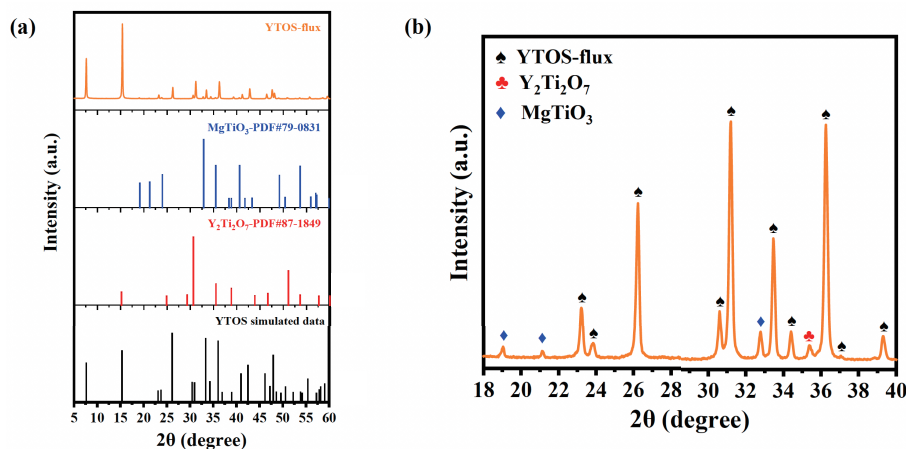 (a)
YTOS-flux
MgTiO₃-PDF#79-0831
Y₂Ti₂O₇-PDF#87-1849
YTOS simulated data
Intensity (a.u.)
5 10 15 20 25 30 35 40 45 50 55 60
2θ (degree)
(b)
♠ YTOS-flux
♣ Y₂Ti₂O₇
♦ MgTiO₃
Intensity (a.u.)
18 20 22 24 26 28 30 32 34 36 38 40
2θ (degree)